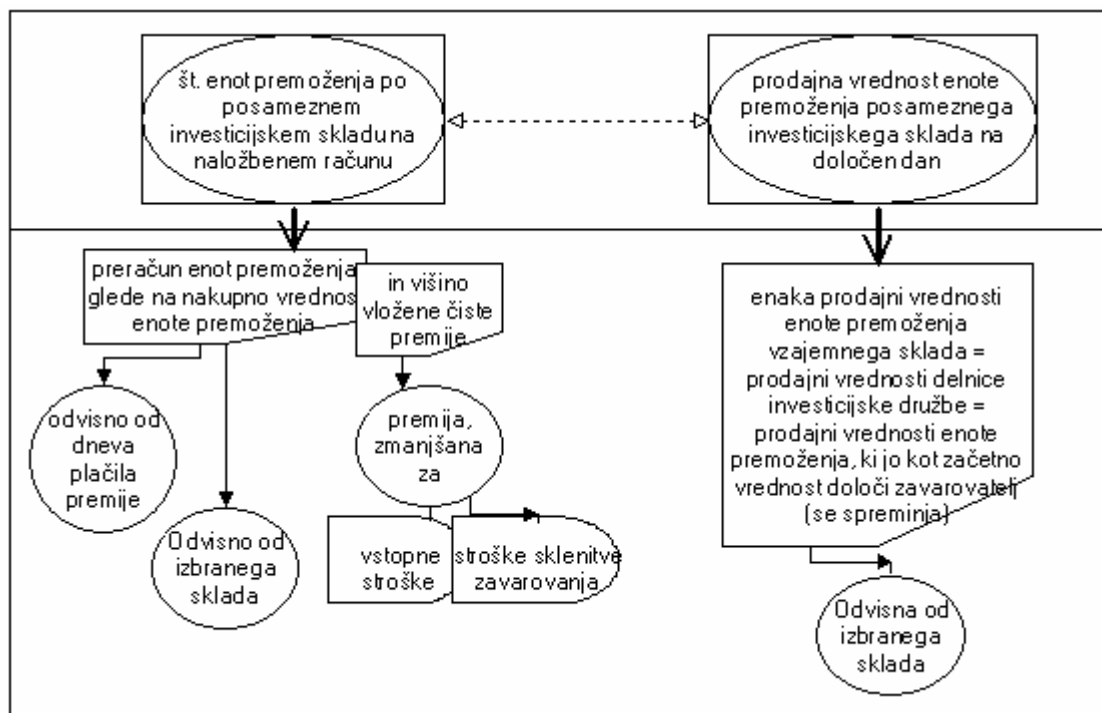 št. enot premoženja po
posameznem
investicijskem skladu na
naložbenem računu
prodajna vrednost enote
premoženja posameznega
investicijskega sklada na
določen dan
preračun enot premoženja
glede na nakupno vrednos
enote premoženja
in višino
vložene čiste
premije
odvisno od
dneva
plačila
premije
Odvisno od
izbranega
sklada
premija,
zmanjšana
za
vstopne
stroške
stroške sklenitve
zavarovanja
enaka prodajni vrednosti
enote premoženja
vzajemnega sklada =
prodajni vrednosti delnice
investicijske družbe =
prodajni vrednosti enote
premoženja, ki jo kot začetno
vrednost določi zavarovatelj
(se spreminja)
Odvisna od
izbranega
sklada